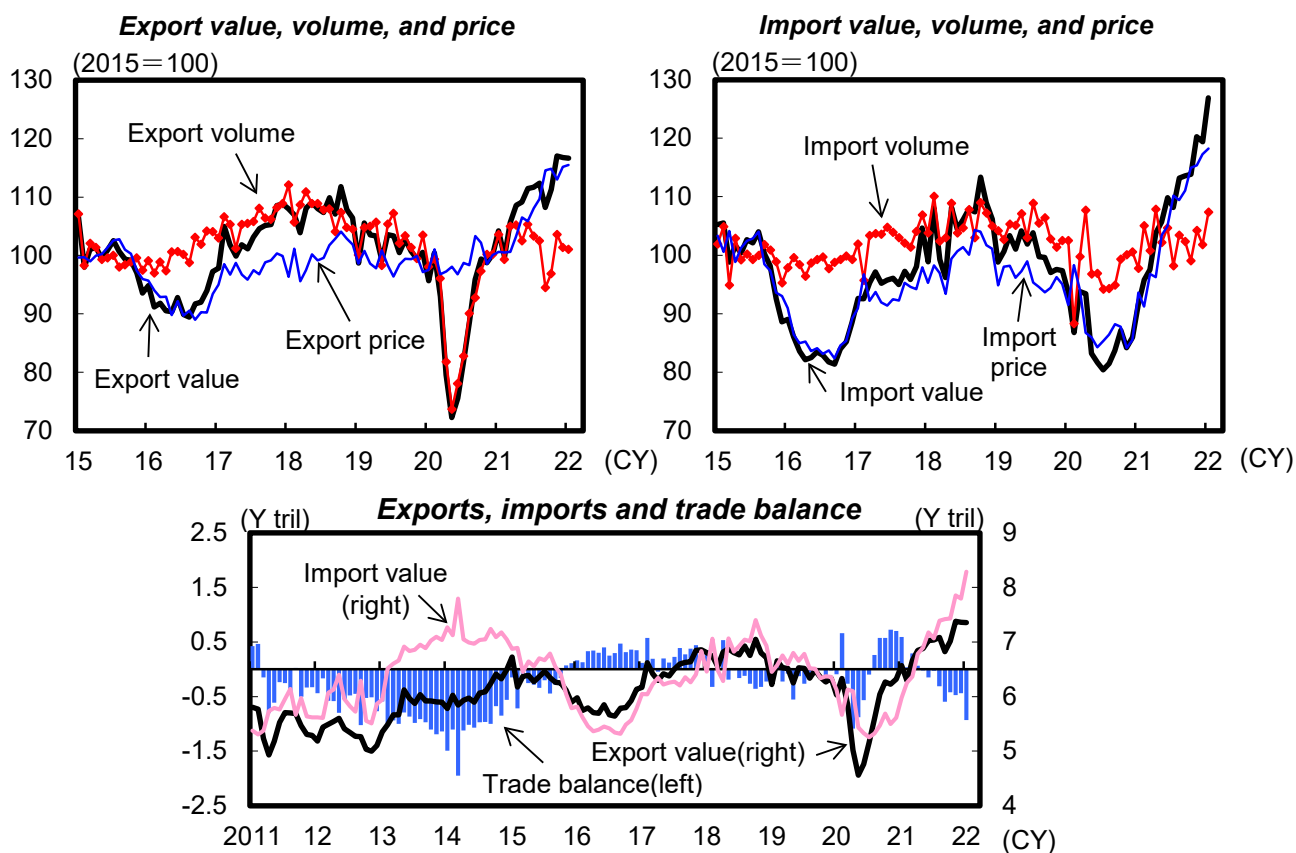 Export value, volume, and price
(2015＝100)
130
120
110
100
90
80
70
Export volume
Export price
Export value
15 16 17 18 19 20 21 22 (CY)
Import value, volume, and price
(2015＝100)
130
120
110
100
90
80
70
Import volume
Import
price
Import value
15 16 17 18 19 20 21 22 (CY)
Exports, imports and trade balance
(Y tril)
(Y tril)
2.5
1.5
0.5
-0.5
-1.5
-2.5
Import value
(right)
Export value(right)
Trade balance(left)
9
8
7
6
5
4
2011 12 13 14 15 16 17 18 19 20 21 22 (CY)